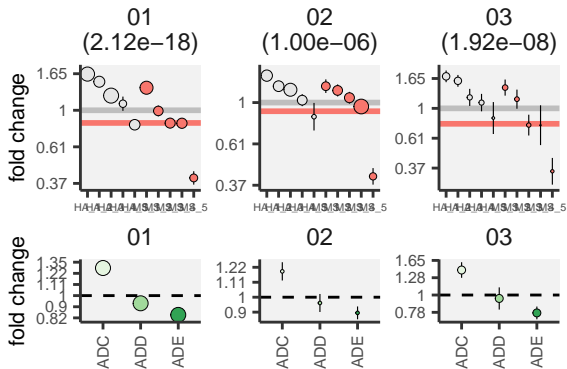 01 02 03
(2.12e−18) (1.00e−06) (1.92e−08)
fold change
1.65 1 0.61 0.37
1 0.61 0.37
1.65 1 0.61 0.37
01 02 03
fold change
1.35 1.22 1.11 1 0.9 0.82
1.22 1.11 1 0.9
1.65 1.28 1 0.78
ADC ADD ADE ADC ADD ADE ADC ADD ADE